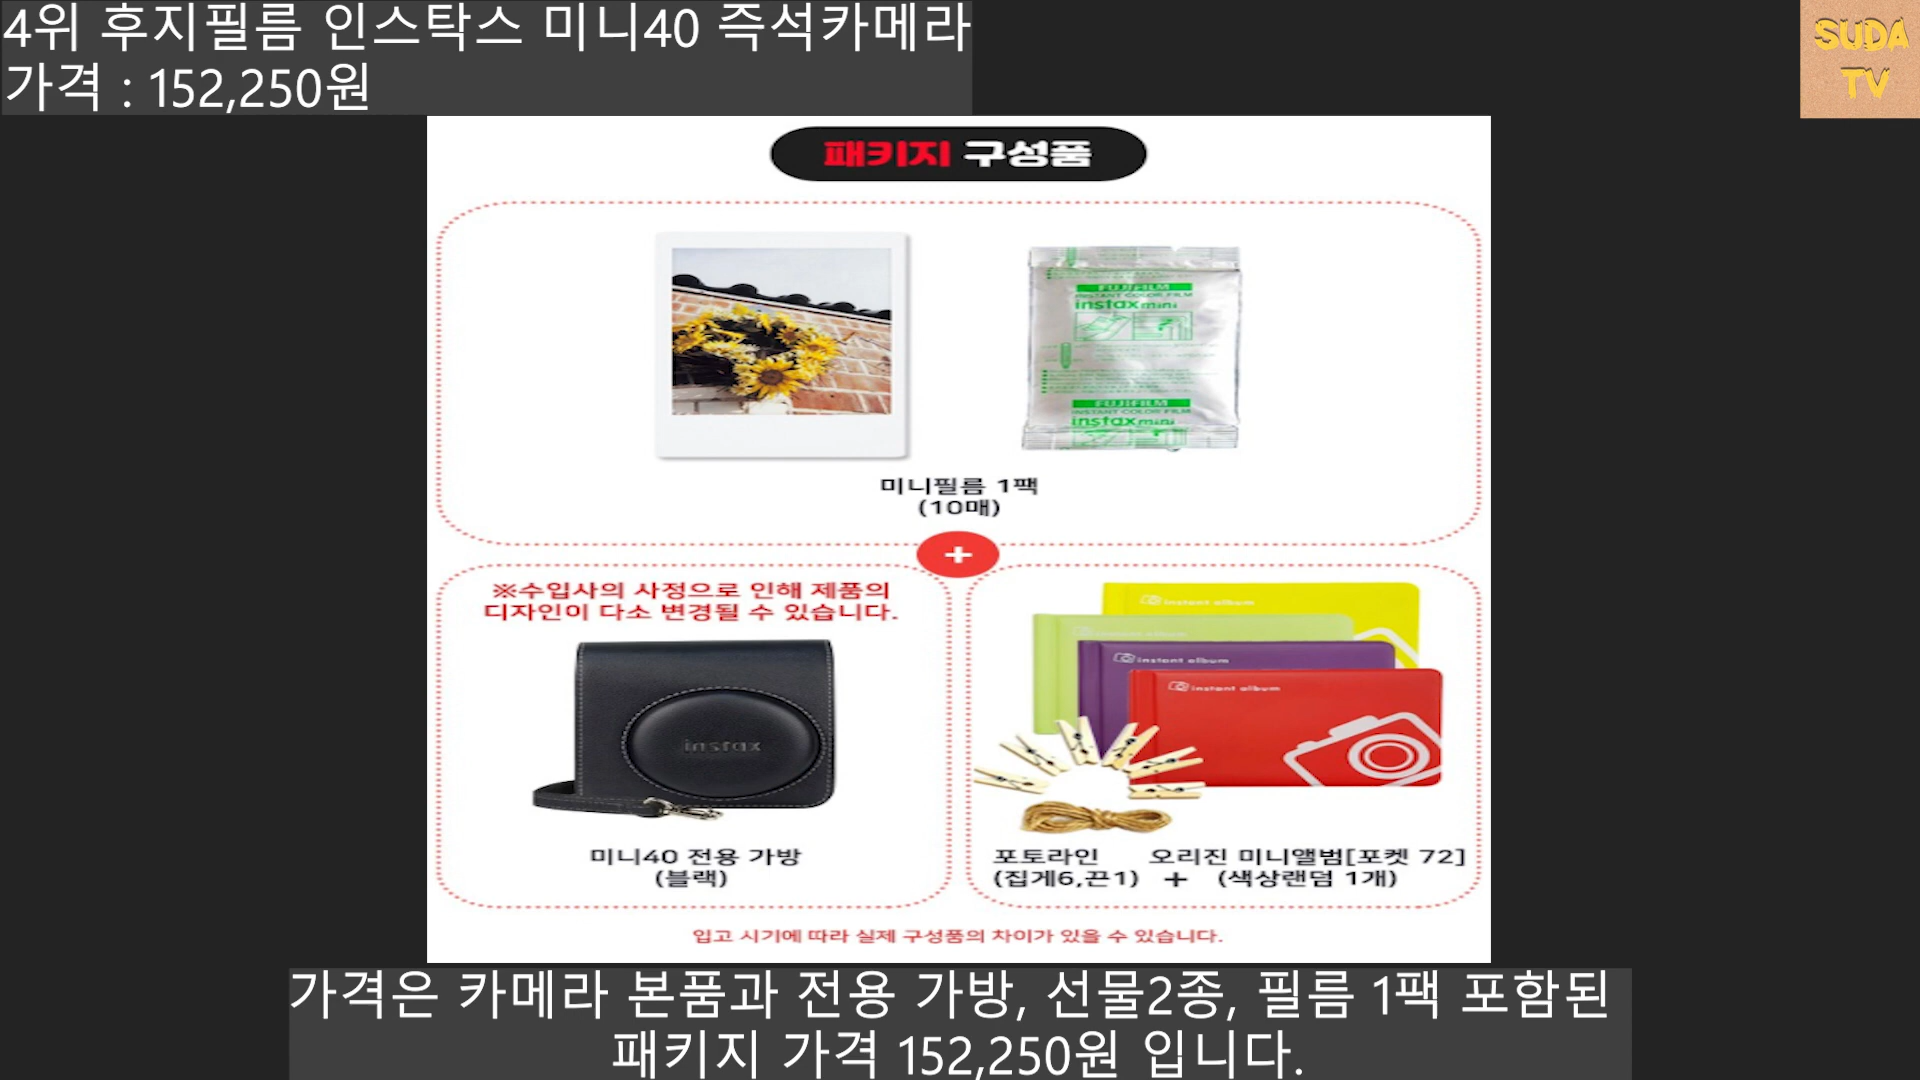 4위 후지필름 인스탁스 미니40 즉석카메라
가격 : 152,250원
SUDA
TV
패키지 구성품
FUJIFILM
INSTANT COLOR FILM
instax mini
FUJIFILM
INSTANT COLOR FILM
instax mini
미니필름 1팩
(10매)
+
※수입사의 사정으로 인해 제품의
디자인이 다소 변경될 수 있습니다.
instax
미니40 전용 가방
(블랙)
instant album
instant album
instant album
instant album
포토라인
(집게6,끈1)
+
오리진 미니앨범[포켓 72]
(색상랜덤 1개)
입고 시기에 따라 실제 구성품의 차이가 있을 수 있습니다.
가격은 카메라 본품과 전용 가방, 선물2종, 필름 1팩 포함된
패키지 가격 152,250원 입니다.